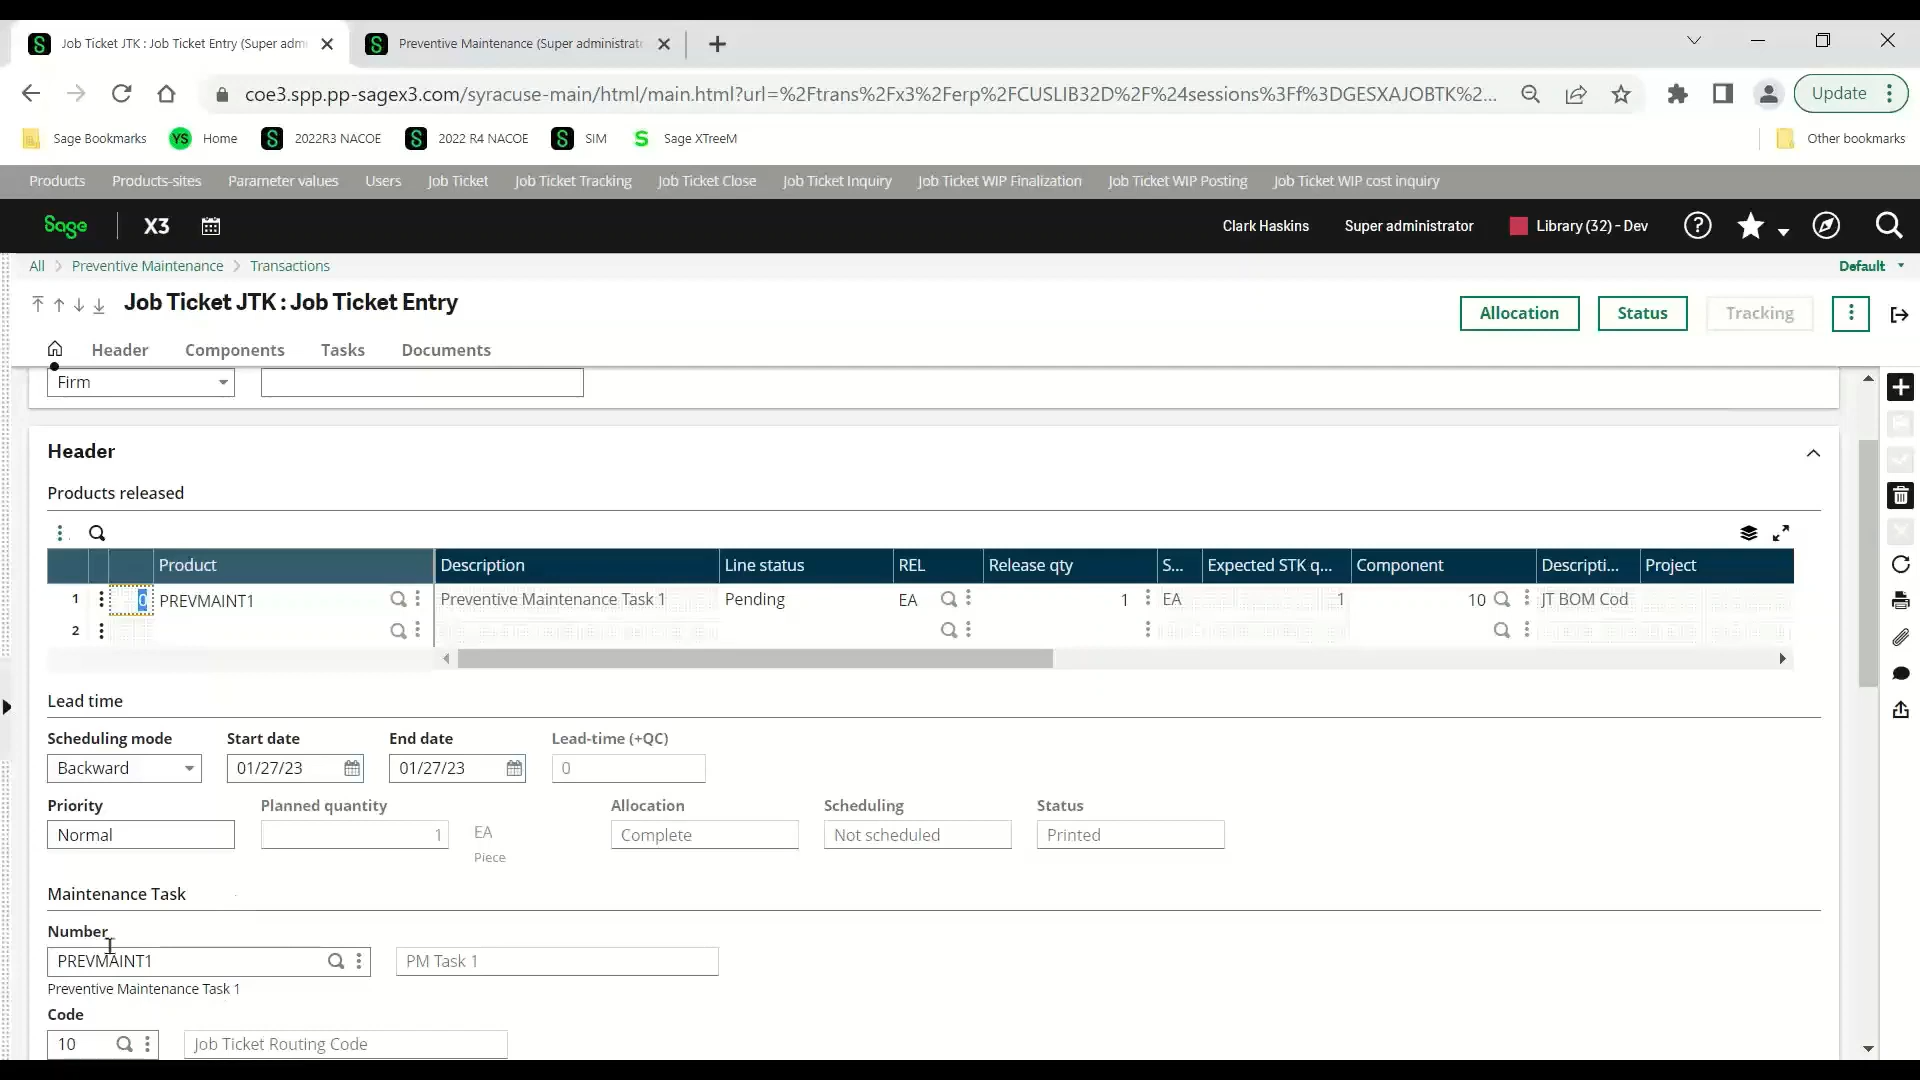 Job Ticket JTK : Job Ticket Entry (Super adm
Preventive Maintenance (Super administrat
coe3.spp.pp-sagex3.com/syracuse-main/html/main.html?url=%2Ftrans%2Fx3%2Ferp%2FCUSLIB32D%2F%24sessions%3Ff%3DGESXAJOBTK%2...
Update
Sage Bookmarks
YS Home
2022R3 NACOE
2022 R4 NACOE
SIM
Sage XTreeM
Other bookmarks
Products Products-sites Parameter values Users Job Ticket Job Ticket Tracking Job Ticket Close Job Ticket Inquiry Job Ticket WIP Finalization Job Ticket WIP Posting Job Ticket WIP cost inquiry
Sage X3 Clark Haskins Super administrator Library (32) - Dev
All Preventive Maintenance Transactions Default
Job Ticket JTK : Job Ticket Entry
Allocation Status Tracking
Header Components Tasks Documents
Firm
Header
Products released
Product Description Line status REL Release qty S... Expected STK q... Component Descripti... Project
1 0 PREVMAINT1 Preventive Maintenance Task 1 Pending EA 1 EA 1 10 JT BOM Cod
2
Lead time
Scheduling mode Start date End date Lead-time (+QC)
Backward 01/27/23 01/27/23 0
Priority Planned quantity Allocation Scheduling Status
Normal 1 EA Complete Not scheduled Printed
Piece
Maintenance Task
Number
PREVMAINT1 PM Task 1
Preventive Maintenance Task 1
Code
10 Job Ticket Routing Code